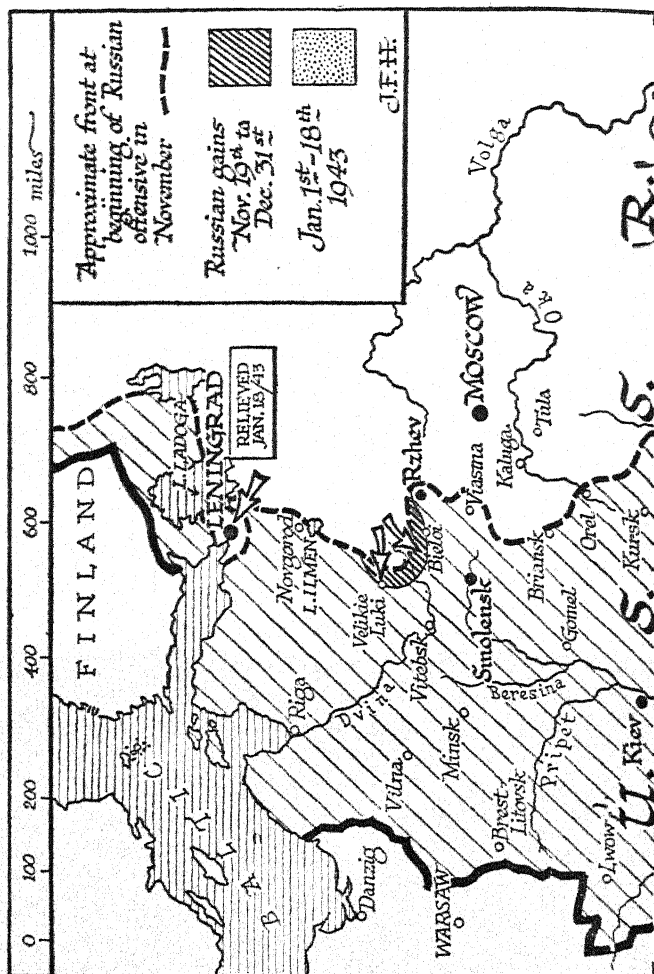 0 100 200 400 600 800 1,000 miles
Approximate front at
beginning of Russian
offensive in
November
Russian gains
Nov. 19th to
Dec. 31st
Jan. 1st-18th
1943
J.F.H.
FINLAND
L. LADOGA
LENINGRAD
RELIEVED
JAN. 18/43
BALTIC
Novgorod
L. ILMEN
Riga
Dvina
Velikie
Luki
Rzhev
Bieloi
Volga
MOSCOW
Oka
Viasma
Kaluga
Tula
Vitebsk
Smolensk
Vilna
Minsk
Beresina
Danzig
WARSAW
Brest
Litovsk
Pripet
Briansk
Gomel
Orel
Kursk
Lwow
Kiev
U. S. S. R.